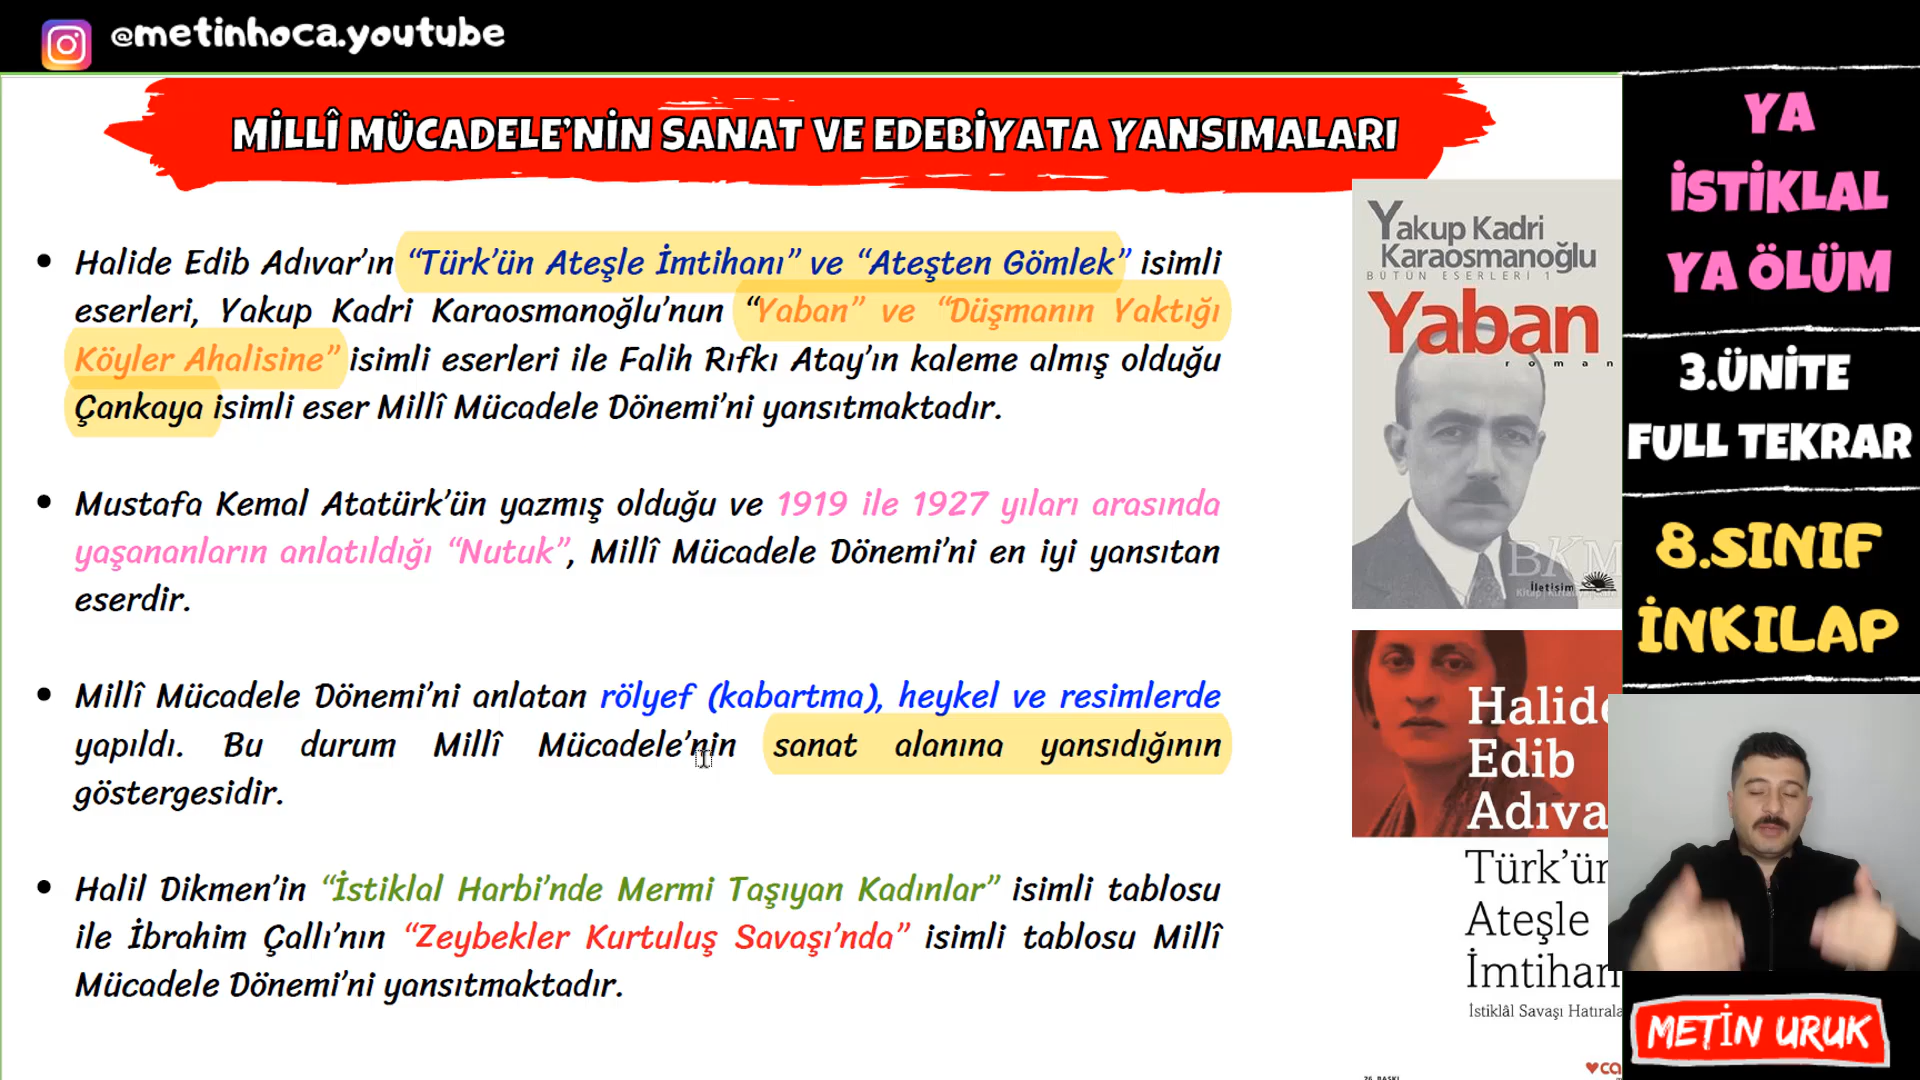 @metinhoca.youtube
MİLLÎ MÜCADELE’NİN SANAT VE EDEBİYATA YANSIMALARI
Halide Edib Adıvar’ın “Türk’ün Ateşle İmtihanı” ve “Ateşten Gömlek” isimli
eserleri, Yakup Kadri Karaosmanoğlu’nun “Yaban” ve “Düşmanın Yaktığı
Köyler Ahalisine” isimli eserleri ile Falih Rıfkı Atay’ın kaleme almış olduğu
Çankaya isimli eser Millî Mücadele Dönemi’ni yansıtmaktadır.
Mustafa Kemal Atatürk’ün yazmış olduğu ve 1919 ile 1927 yıları arasında
yaşananların anlatıldığı “Nutuk”, Millî Mücadele Dönemi’ni en iyi yansıtan
eserdir.
Millî Mücadele Dönemi’ni anlatan rölyef (kabartma), heykel ve resimlerde
yapıldı. Bu durum Millî Mücadele’nin sanat alanına yansıdığının
göstergesidir.
Halil Dikmen’in “İstiklal Harbi’nde Mermi Taşıyan Kadınlar” isimli tablosu
ile İbrahim Çallı’nın “Zeybekler Kurtuluş Savaşı’nda” isimli tablosu Millî
Mücadele Dönemi’ni yansıtmaktadır.
Yakup Kadri
Karaosmanoğlu
BÜTÜN ESERLERİ 1
Yaban
roman
BKM
Kitap
İletişim
Halide
Edib
Adıva
Türk’ün
Ateşle
İmtihan
İstiklâl Savaşı Hatırala
ca
26. BASKI
YA
İSTİKLAL
YA ÖLÜM
3.ÜNİTE
FULL TEKRAR
8.SINIF
İNKILAP
METİN URUK